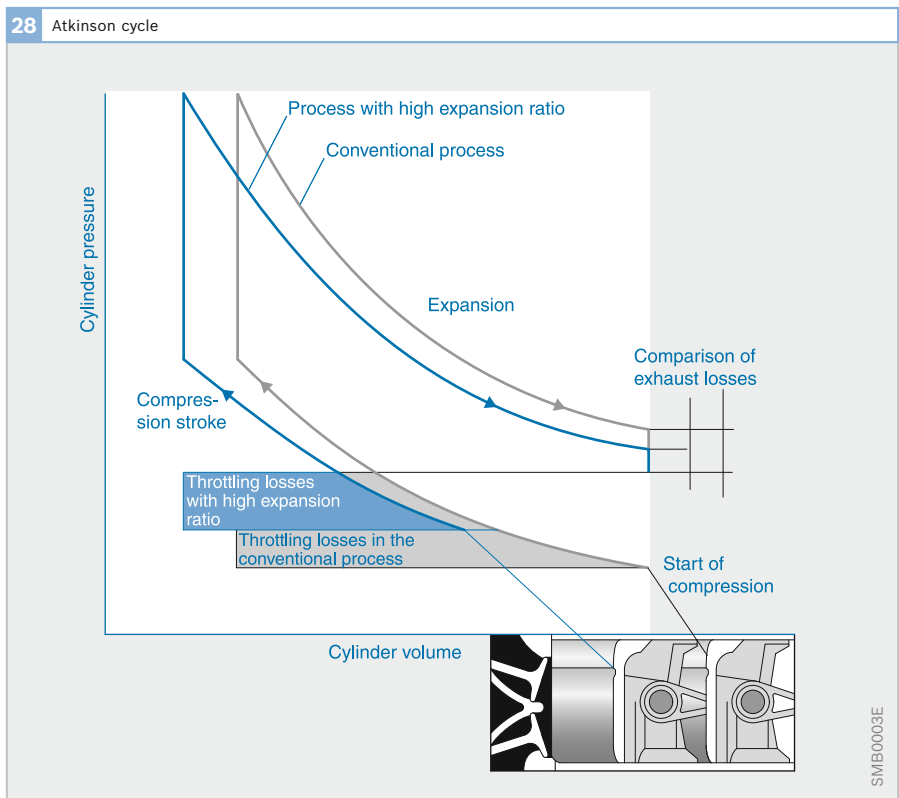 28 Atkinson cycle
Process with high expansion ratio
Conventional process
Cylinder pressure
Expansion
Comparison of
exhaust losses
Compres-
sion stroke
Throttling losses
with high expansion
ratio
Throttling losses in the
conventional process
Start of
compression
Cylinder volume
SMB0003E